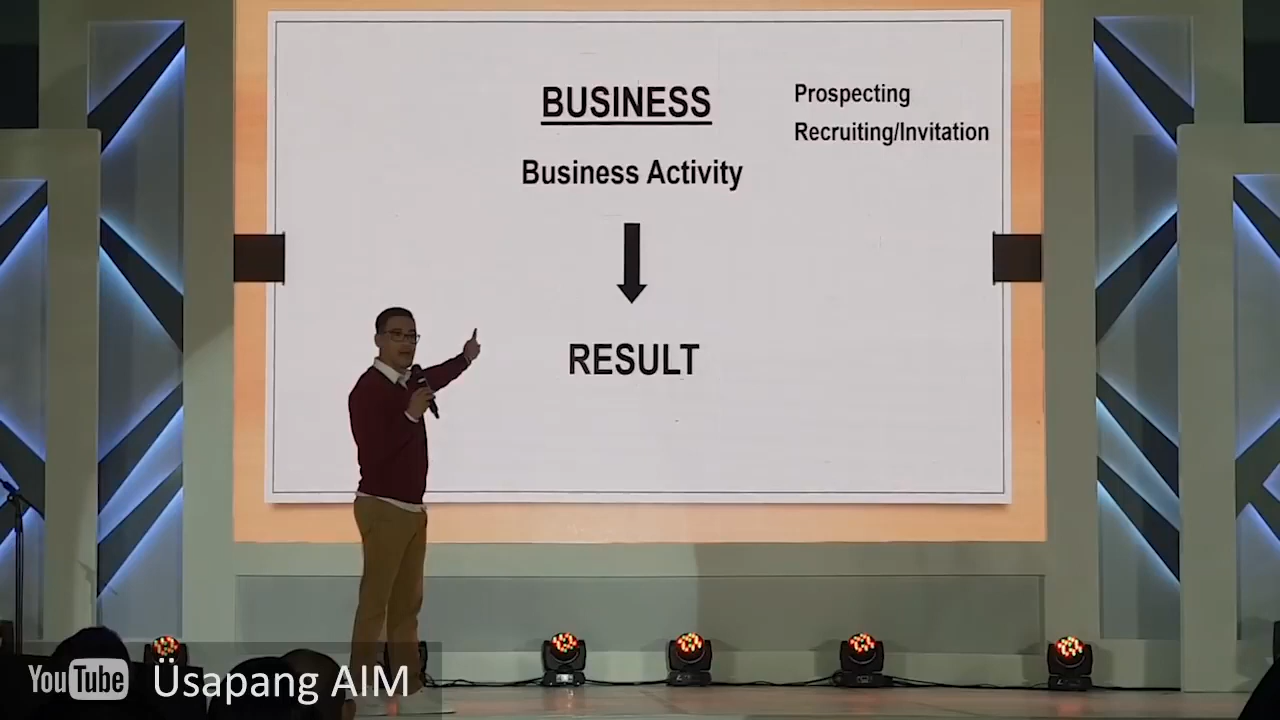 BUSINESS
Business Activity
RESULT
Prospecting
Recruiting/Invitation
YouTube Üsapang AIM